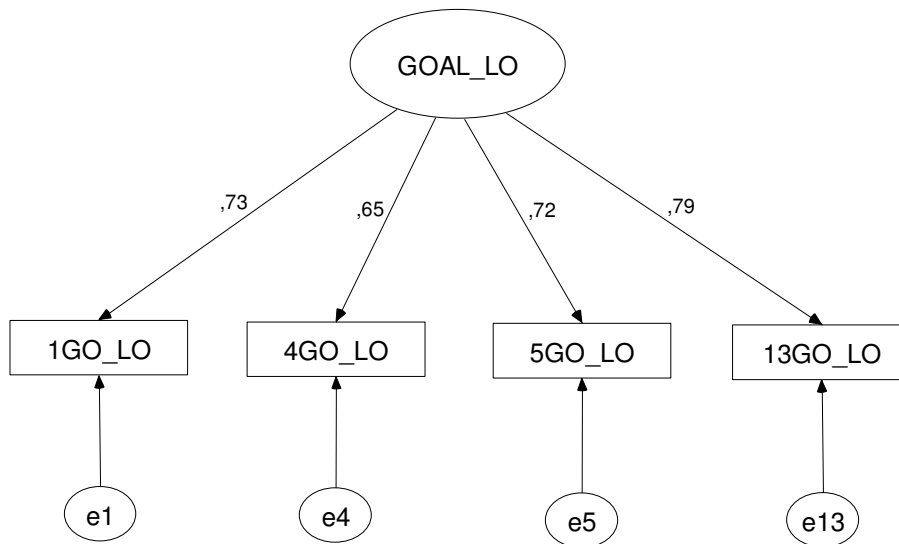 GOAL_LO
,73
,65
,72
,79
1GO_LO
4GO_LO
5GO_LO
13GO_LO
e1
e4
e5
e13